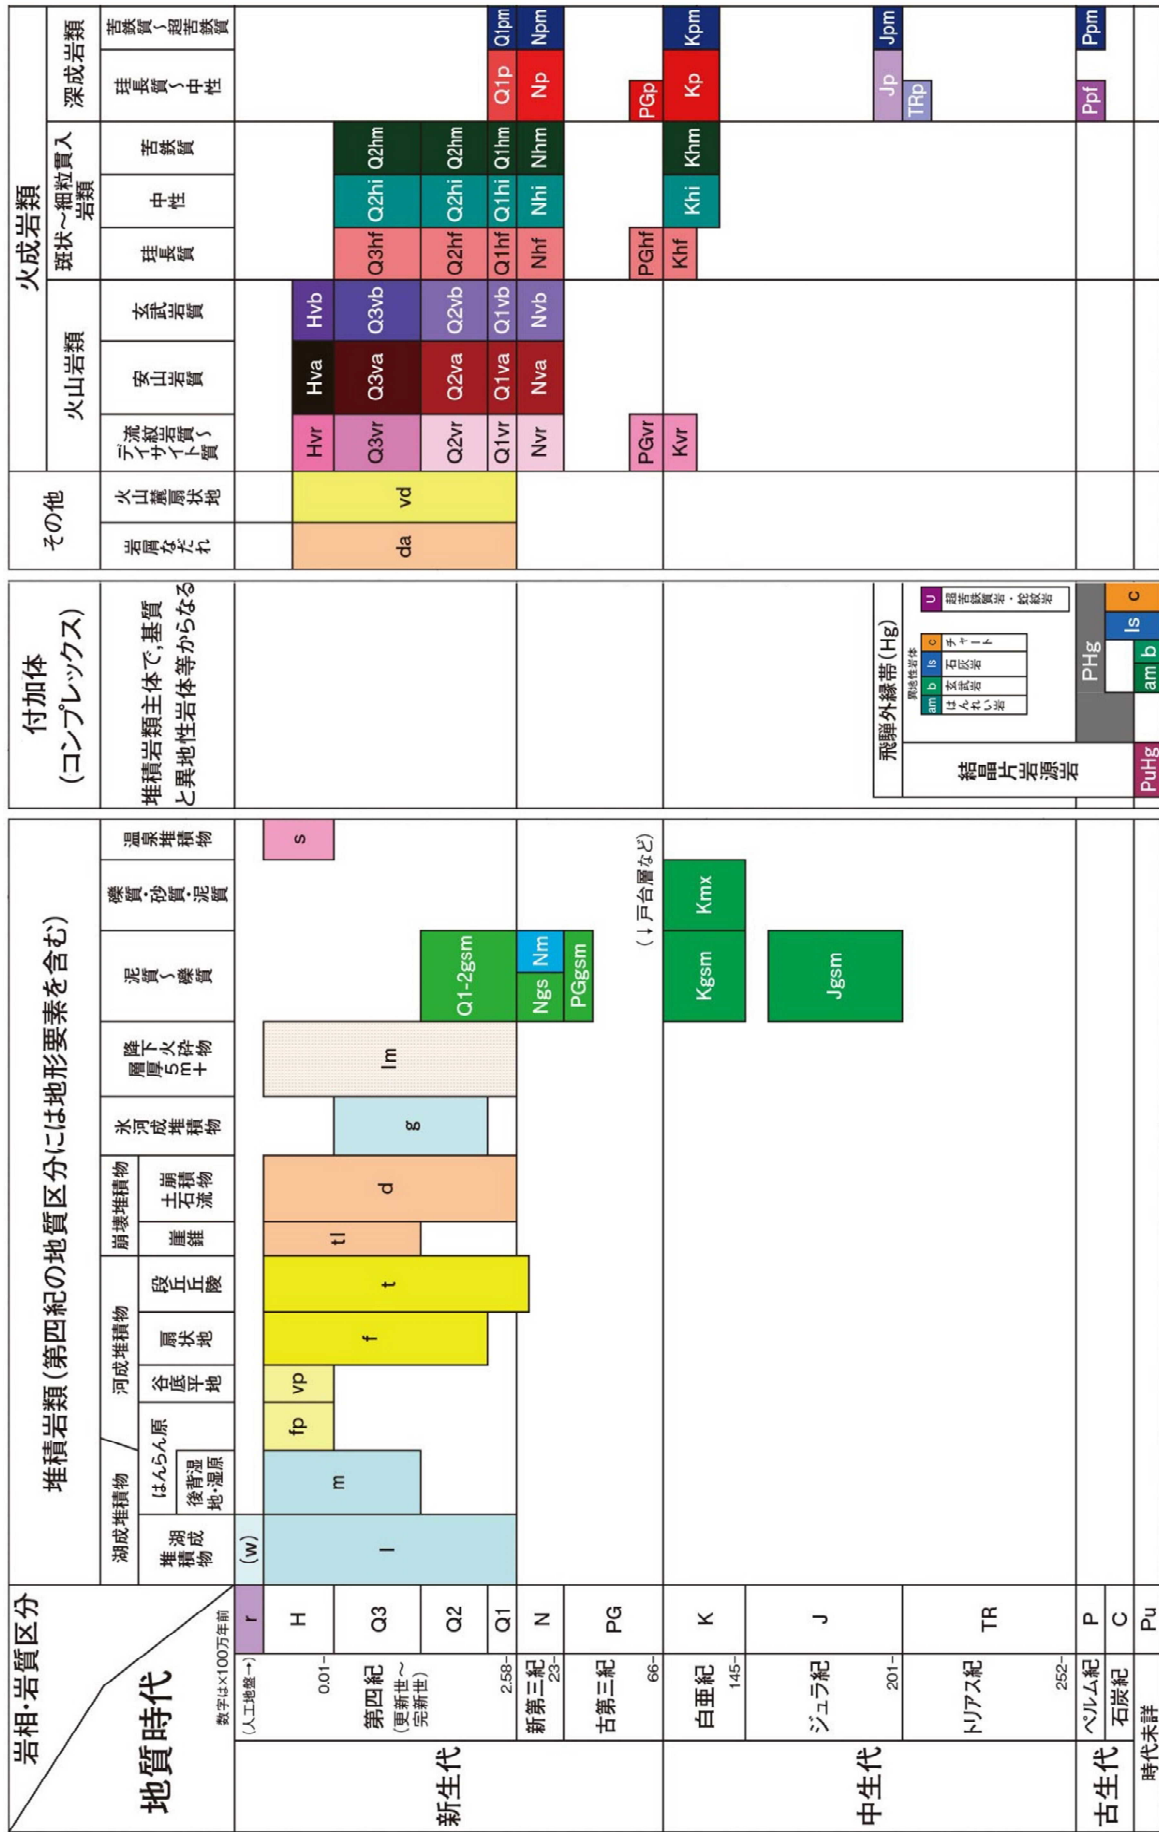 岩相・岩質区分
地質時代
数字は×100万年前
堆積岩類(第四紀の地質区分には地形要素を含む)
湖成堆積物
河成堆積物
崩壊堆積物
湖成
堆積物
はんらん原
後背湿
地・湿原
谷底平地
扇状地
段丘丘陵
崖錐
崩積物
土石流
氷河成堆積物
降下火砕物
層厚5m+
泥質~礫質
礫質・砂質・泥質
温泉堆積物
付加体
(コンプレックス)
堆積岩類主体で,基質
と異地性岩体等からなる
その他
岩屑なだれ
火山麓扇状地
火成岩類
火山岩類
流紋岩質~
デイサイト質
安山岩質
玄武岩質
斑状~細粒貫入
岩類
珪長質
中性
苦鉄質
深成岩類
珪長質~中性
苦鉄質~超苦鉄質
新生代
(人工地盤→)
r
(w)
第四紀
(更新世~
完新世)
0.01-
H
l
m
fp
vp
f
t
tl
d
lm
s
da
vd
Hvr
Hva
Hvb
Q3
g
Q3vr
Q3va
Q3vb
Q3hf
Q2hi
Q2hm
Q2
Q1-2gsm
Q2vr
Q2va
Q2vb
Q2hf
Q2hi
Q2hm
2.58-
Q1
Q1vr
Q1va
Q1vb
Q1hf
Q1hi
Q1hm
Q1p
Q1pm
新第三紀
23-
N
Ngs
Nm
Nvr
Nva
Nvb
Nhf
Nhi
Nhm
Np
Npm
古第三紀
66-
PG
PGgsm
(↓戸台層など)
PGvr
PGhf
PGp
中生代
白亜紀
145-
K
Kgsm
Kmx
Kvr
Khf
Khi
Khm
Kp
Kpm
ジュラ紀
201-
J
Jgsm
Jp
Jpm
トリアス紀
252-
TR
飛騨外縁帯(Hg)
結晶片岩源岩
異地性岩体
am はんれい岩
b 玄武岩
ls 石灰岩
c チャート
U 超苦鉄質岩・蛇紋岩
TRp
古生代
ペルム紀
P
PHg
Ppf
Ppm
石炭紀
C
ls
c
時代未詳
Pu
PuHg
am
b